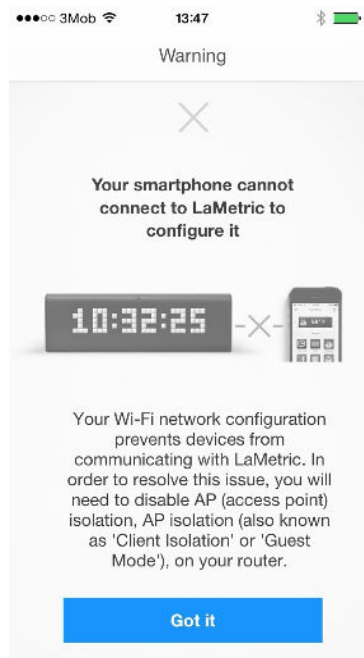 3Mob 13:47
Warning
Your smartphone cannot
connect to LaMetric to
configure it
10:32:25
Your Wi-Fi network configuration
prevents devices from
communicating with LaMetric. In
order to resolve this issue, you will
need to disable AP (access point)
isolation, AP isolation (also known
as 'Client Isolation' or 'Guest
Mode'), on your router.
Got it